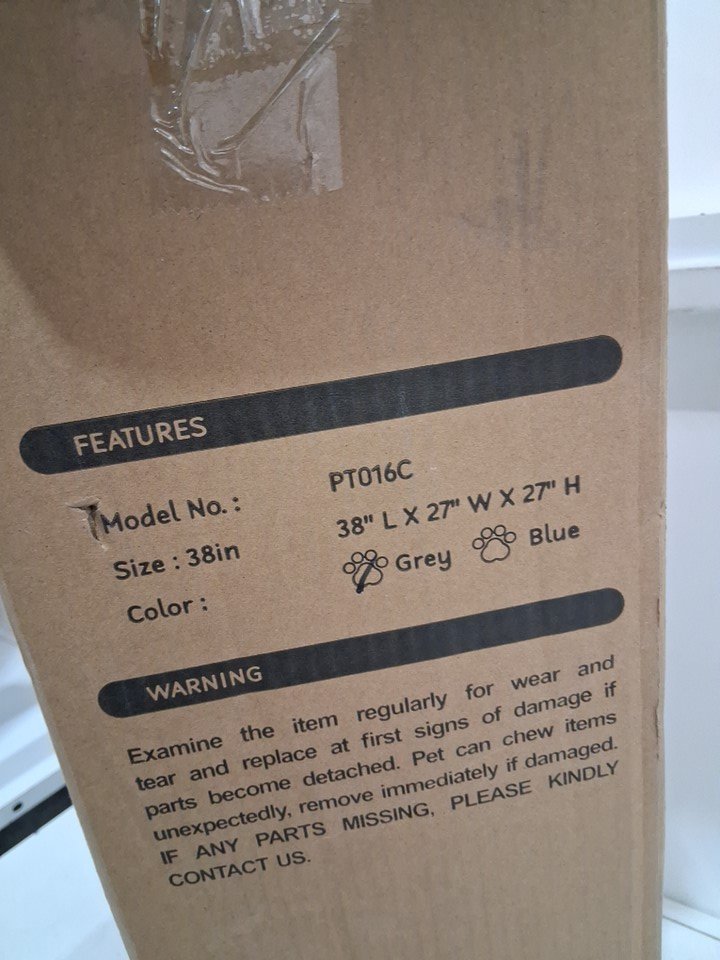 FEATURES
Model No. : PT016C
Size : 38in 38" L X 27" W X 27" H
Color : Grey Blue
WARNING
Examine the item regularly for wear and
tear and replace at first signs of damage if
parts become detached. Pet can chew items
unexpectedly, remove immediately if damaged.
IF ANY PARTS MISSING, PLEASE KINDLY
CONTACT US.